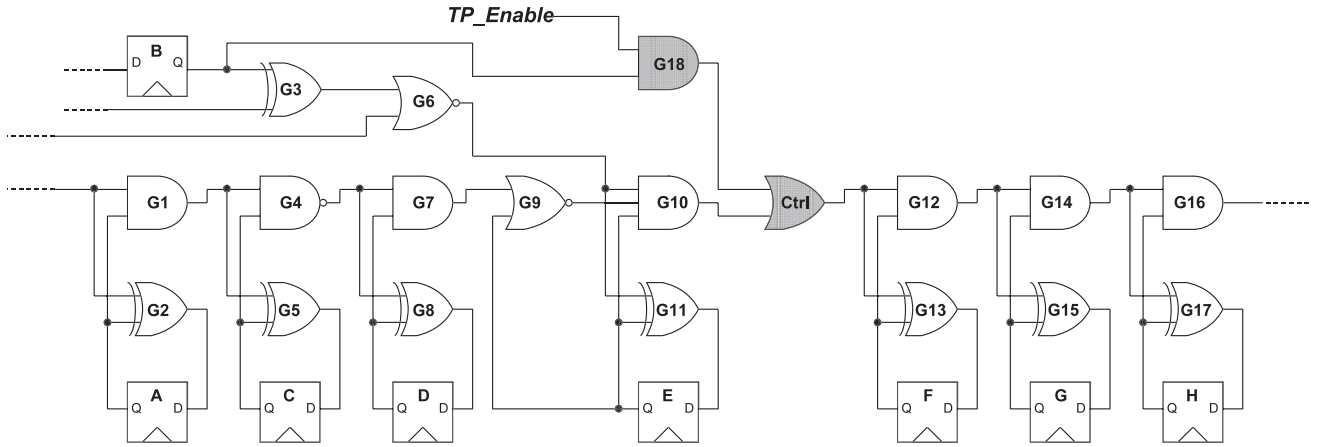 TP_Enable
B
D Q
G3
G6
G18
G1
G4
G7
G9
G10
Ctrl
G12
G14
G16
G2
G5
G8
G11
G13
G15
G17
A
Q D
C
Q D
D
Q D
E
Q D
F
Q D
G
Q D
H
Q D